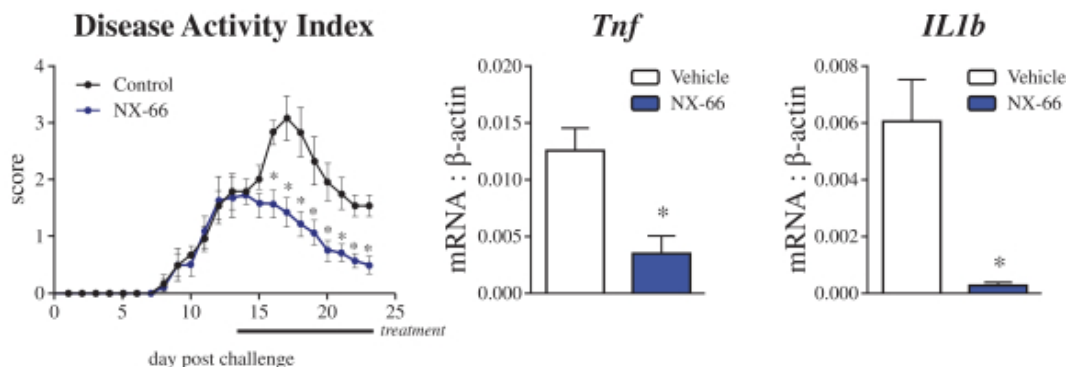 Disease Activity Index
Control
NX-66
score
4
3
2
1
0
0 5 10 15 20 25
* * * * * * * *
treatment
day post challenge
Tnf
Vehicle
NX-66
mRNA : β-actin
0.020
0.015
0.010
0.005
0.000
*
IL1b
Vehicle
NX-66
mRNA : β-actin
0.008
0.006
0.004
0.002
0.000
*